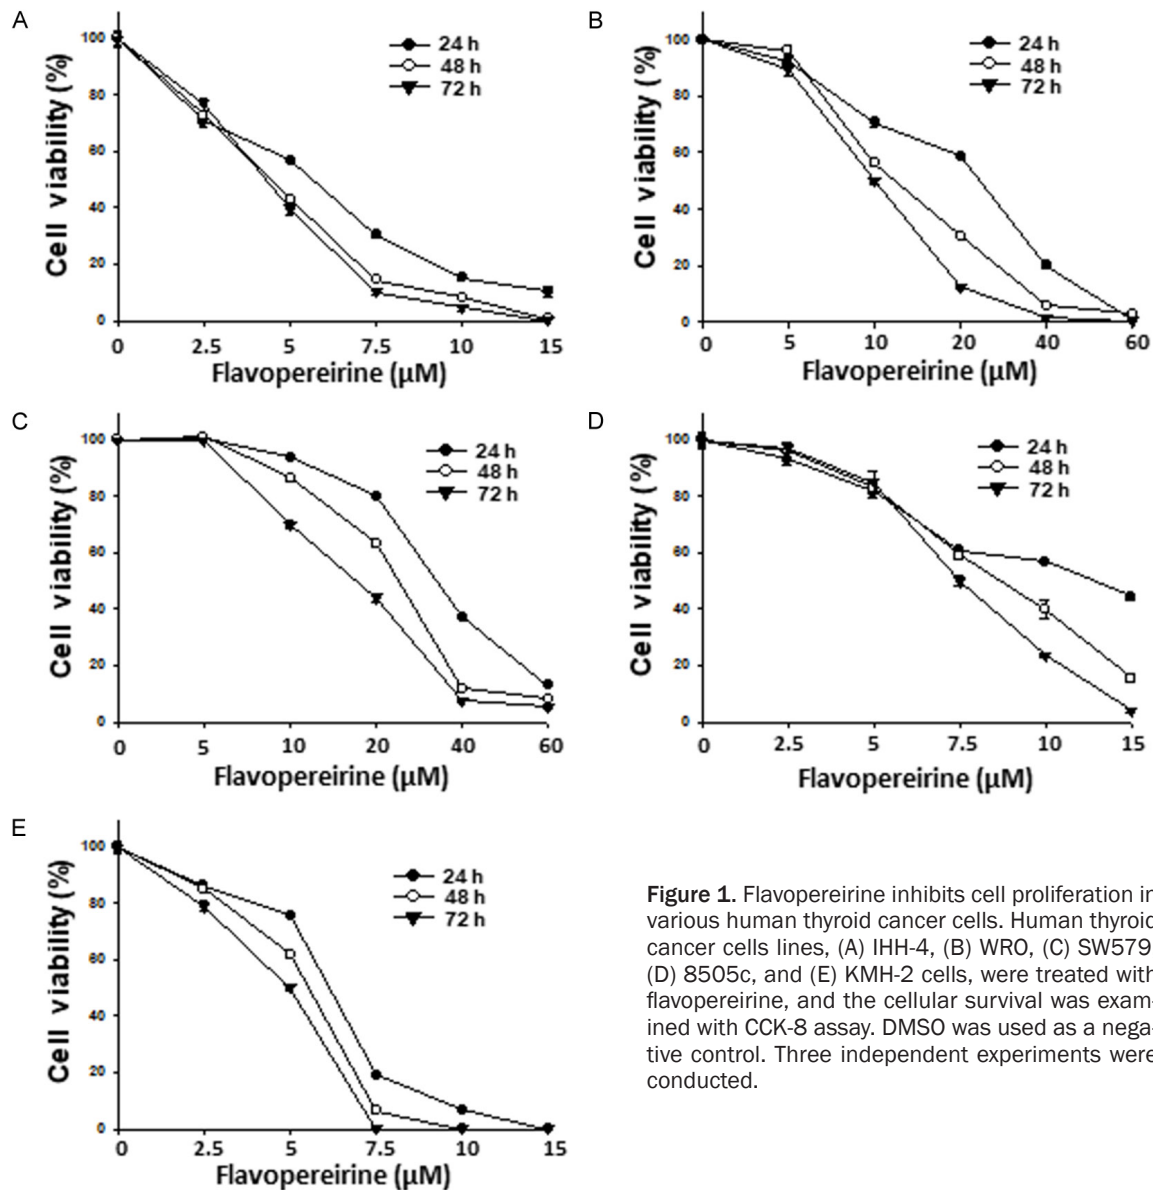 A
Cell viability (%)
100
80
60
40
20
0
24 h
48 h
72 h
0 2.5 5 7.5 10 15
Flavopereirine (µM)
B
Cell viability (%)
100
80
60
40
20
0
24 h
48 h
72 h
0 5 10 20 40 60
Flavopereirine (µM)
C
Cell viability (%)
100
80
60
40
20
0
24 h
48 h
72 h
0 5 10 20 40 60
Flavopereirine (µM)
D
Cell viability (%)
100
80
60
40
20
0
24 h
48 h
72 h
0 2.5 5 7.5 10 15
Flavopereirine (µM)
E
Cell viability (%)
100
80
60
40
20
0
24 h
48 h
72 h
0 2.5 5 7.5 10 15
Flavopereirine (µM)
Figure 1. Flavopereirine inhibits cell proliferation in
various human thyroid cancer cells. Human thyroid
cancer cells lines, (A) IHH-4, (B) WRO, (C) SW579
(D) 8505c, and (E) KMH-2 cells, were treated with
flavopereirine, and the cellular survival was exam-
ined with CCK-8 assay. DMSO was used as a nega-
tive control. Three independent experiments were
conducted.